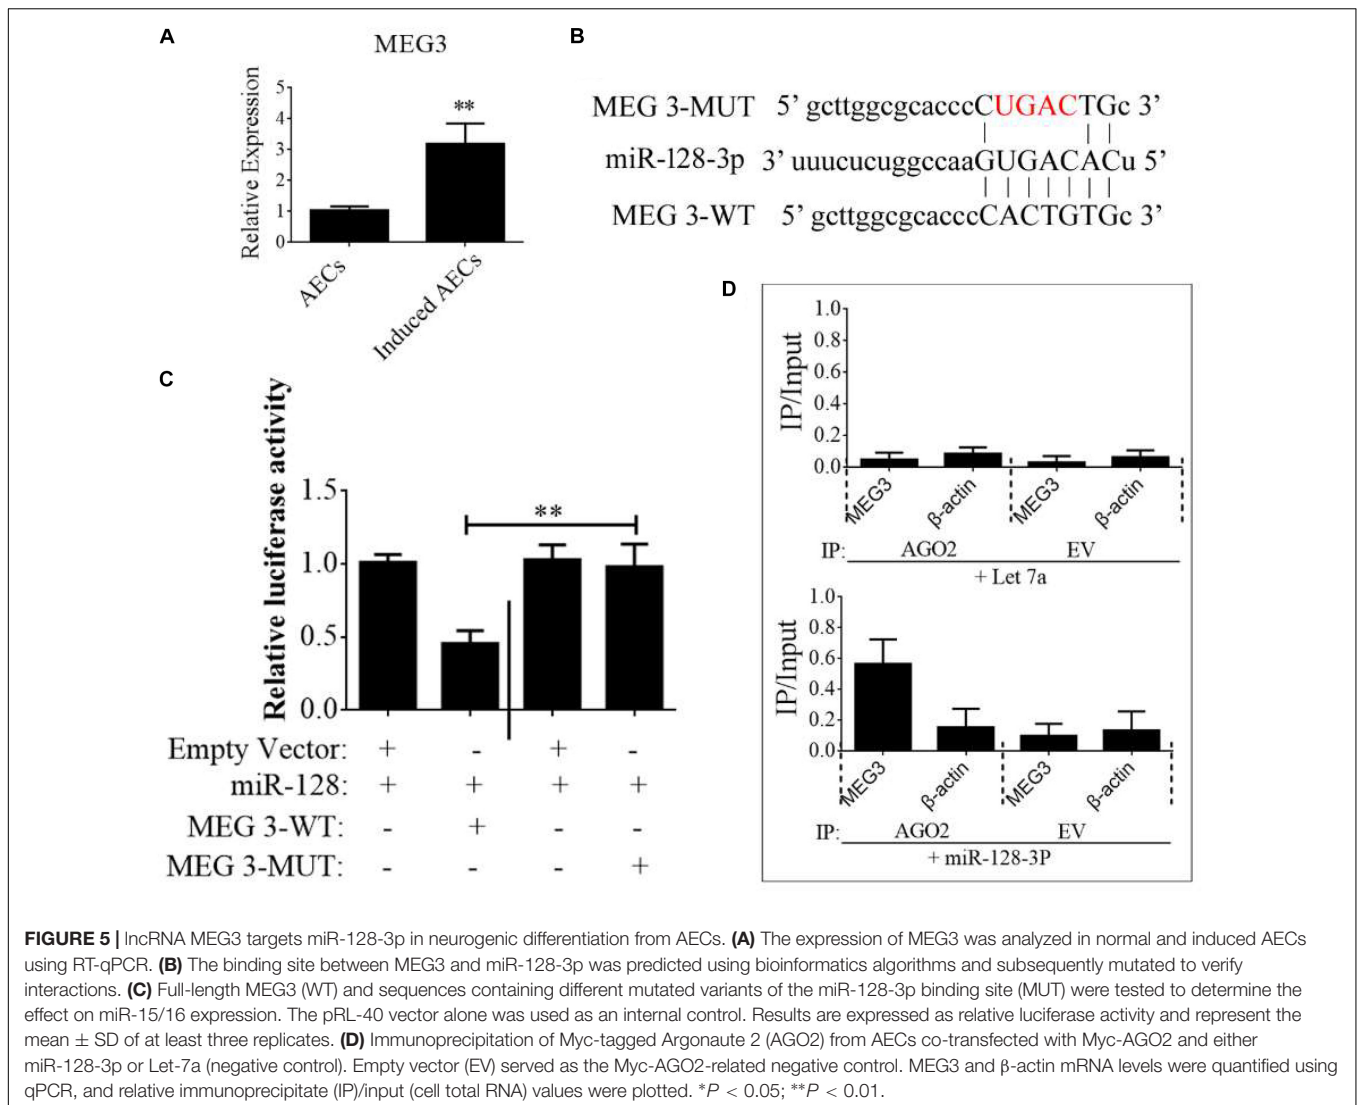 A
MEG3
Relative Expression
5
4
3
2
1
0
**
AECs
Induced AECs
B
MEG 3-MUT 5’ gcttggcgcacccCUGACTGc 3’
miR-128-3p 3’ uuucucuggccaaGUGACACu 5’
MEG 3-WT 5’ gcttggcgcacccCACTGTGc 3’
C
Relative luciferase activity
1.5
1.0
0.5
0.0
**
Empty Vector: + - + -
miR-128: + + + +
MEG 3-WT: - + - -
MEG 3-MUT: - - - +
D
IP/Input
1.0
0.8
0.6
0.4
0.2
0.0
MEG3 β-actin MEG3 β-actin
IP: AGO2 EV
+ Let 7a
IP/Input
1.0
0.8
0.6
0.4
0.2
0.0
MEG3 β-actin MEG3 β-actin
IP: AGO2 EV
+ miR-128-3P
FIGURE 5 | lncRNA MEG3 targets miR-128-3p in neurogenic differentiation from AECs. (A) The expression of MEG3 was analyzed in normal and induced AECs
using RT-qPCR. (B) The binding site between MEG3 and miR-128-3p was predicted using bioinformatics algorithms and subsequently mutated to verify
interactions. (C) Full-length MEG3 (WT) and sequences containing different mutated variants of the miR-128-3p binding site (MUT) were tested to determine the
effect on miR-15/16 expression. The pRL-40 vector alone was used as an internal control. Results are expressed as relative luciferase activity and represent the
mean ± SD of at least three replicates. (D) Immunoprecipitation of Myc-tagged Argonaute 2 (AGO2) from AECs co-transfected with Myc-AGO2 and either
miR-128-3p or Let-7a (negative control). Empty vector (EV) served as the Myc-AGO2-related negative control. MEG3 and β-actin mRNA levels were quantified using
qPCR, and relative immunoprecipitate (IP)/input (cell total RNA) values were plotted. *P < 0.05; **P < 0.01.